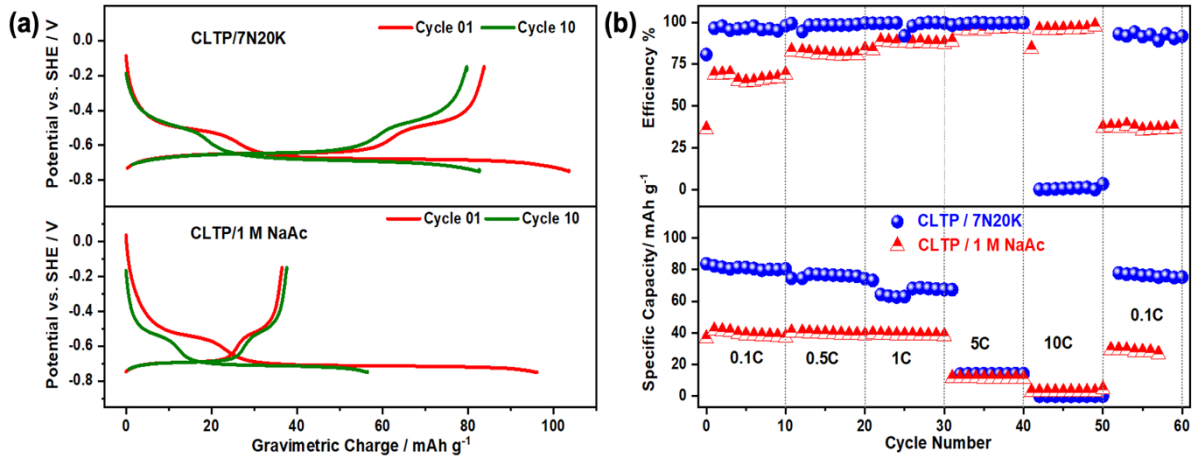 (a)
CLTP/7N20K
Cycle 01
Cycle 10
Potential vs. SHE / V
0.0
-0.2
-0.4
-0.6
-0.8
CLTP/1 M NaAc
Cycle 01
Cycle 10
Potential vs. SHE / V
0.0
-0.2
-0.4
-0.6
-0.8
0 20 40 60 80 100
Gravimetric Charge / mAh g⁻¹
(b)
Efficiency %
100
75
50
25
0
CLTP / 7N20K
CLTP / 1 M NaAc
Specific Capacity/ mAh g⁻¹
100
80
60
40
20
0
0.1C 0.5C 1C 5C 10C 0.1C
0 10 20 30 40 50 60
Cycle Number